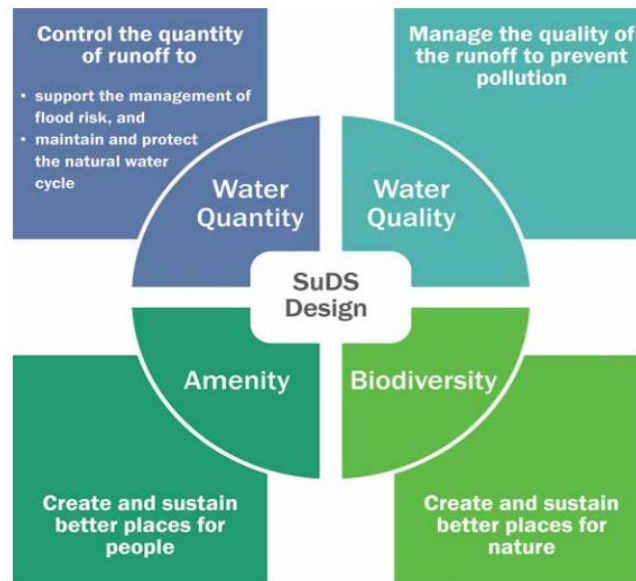 Control the quantity
of runoff to
• support the management of
flood risk, and
• maintain and protect
the natural water
cycle
Manage the quality of
the runoff to prevent
pollution
Water
Quantity
Water
Quality
SuDS
Design
Amenity
Biodiversity
Create and sustain
better places for
people
Create and sustain
better places for
nature